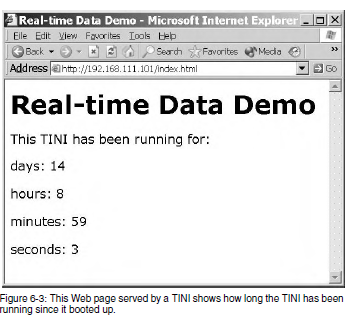 Real-time Data Demo - Microsoft Internet Explorer
File Edit View Favorites Tools Help
Back Search Favorites Media
Address http://192.168.111.101/index.html Go
Real-time Data Demo
This TINI has been running for:
days: 14
hours: 8
minutes: 59
seconds: 3
Figure 6-3: This Web page served by a TINI shows how long the TINI has been
running since it booted up.